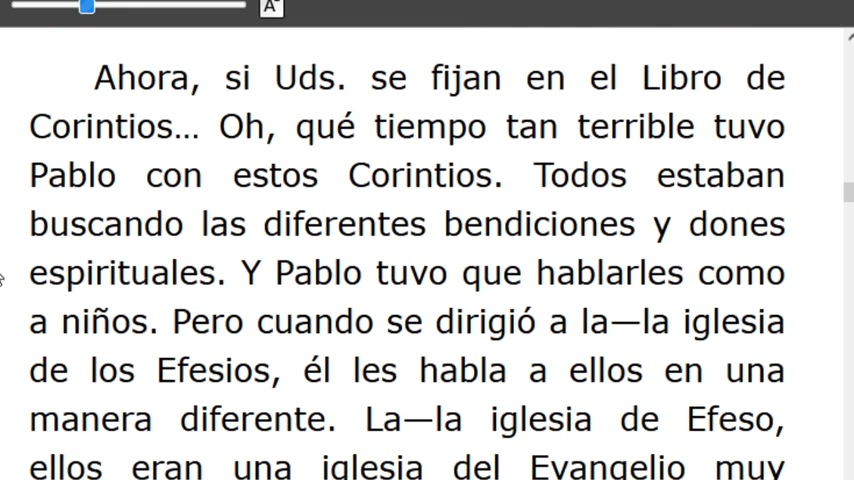 A
Ahora, si Uds. se fijan en el Libro de
Corintios... Oh, qué tiempo tan terrible tuvo
Pablo con estos Corintios. Todos estaban
buscando las diferentes bendiciones y dones
espirituales. Y Pablo tuvo que hablarles como
a niños. Pero cuando se dirigió a la—la iglesia
de los Efesios, él les habla a ellos en una
manera diferente. La—la iglesia de Efeso,
ellos eran una iglesia del Evangelio muy